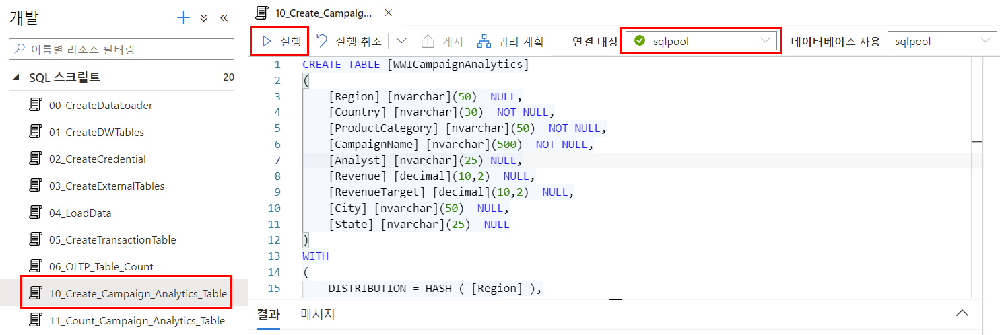 개발
이름별 리소스 필터링
SQL 스크립트 20
00_CreateDataLoader
01_CreateDWTables
02_CreateCredential
03_CreateExternalTables
04_LoadData
05_CreateTransactionTable
06_OLTP_Table_Count
10_Create_Campaign_Analytics_Table
11_Count_Campaign_Analytics_Table
10_Create_Campaig...
실행 실행 취소 게시 쿼리 계획 연결 대상 sqlpool 데이터베이스 사용 sqlpool
1 CREATE TABLE [WWICampaignAnalytics]
2 (
3 [Region] [nvarchar](50)  NULL,
4 [Country] [nvarchar](30)  NOT NULL,
5 [ProductCategory] [nvarchar](50)  NOT NULL,
6 [CampaignName] [nvarchar](500)  NOT NULL,
7 [Analyst] [nvarchar](25) NULL,
8 [Revenue] [decimal](10,2)  NULL,
9 [RevenueTarget] [decimal](10,2)  NULL,
10 [City] [nvarchar](50)  NULL,
11 [State] [nvarchar](25)  NULL
12 )
13 WITH
14 (
15 DISTRIBUTION = HASH ( [Region] ),
결과 메시지